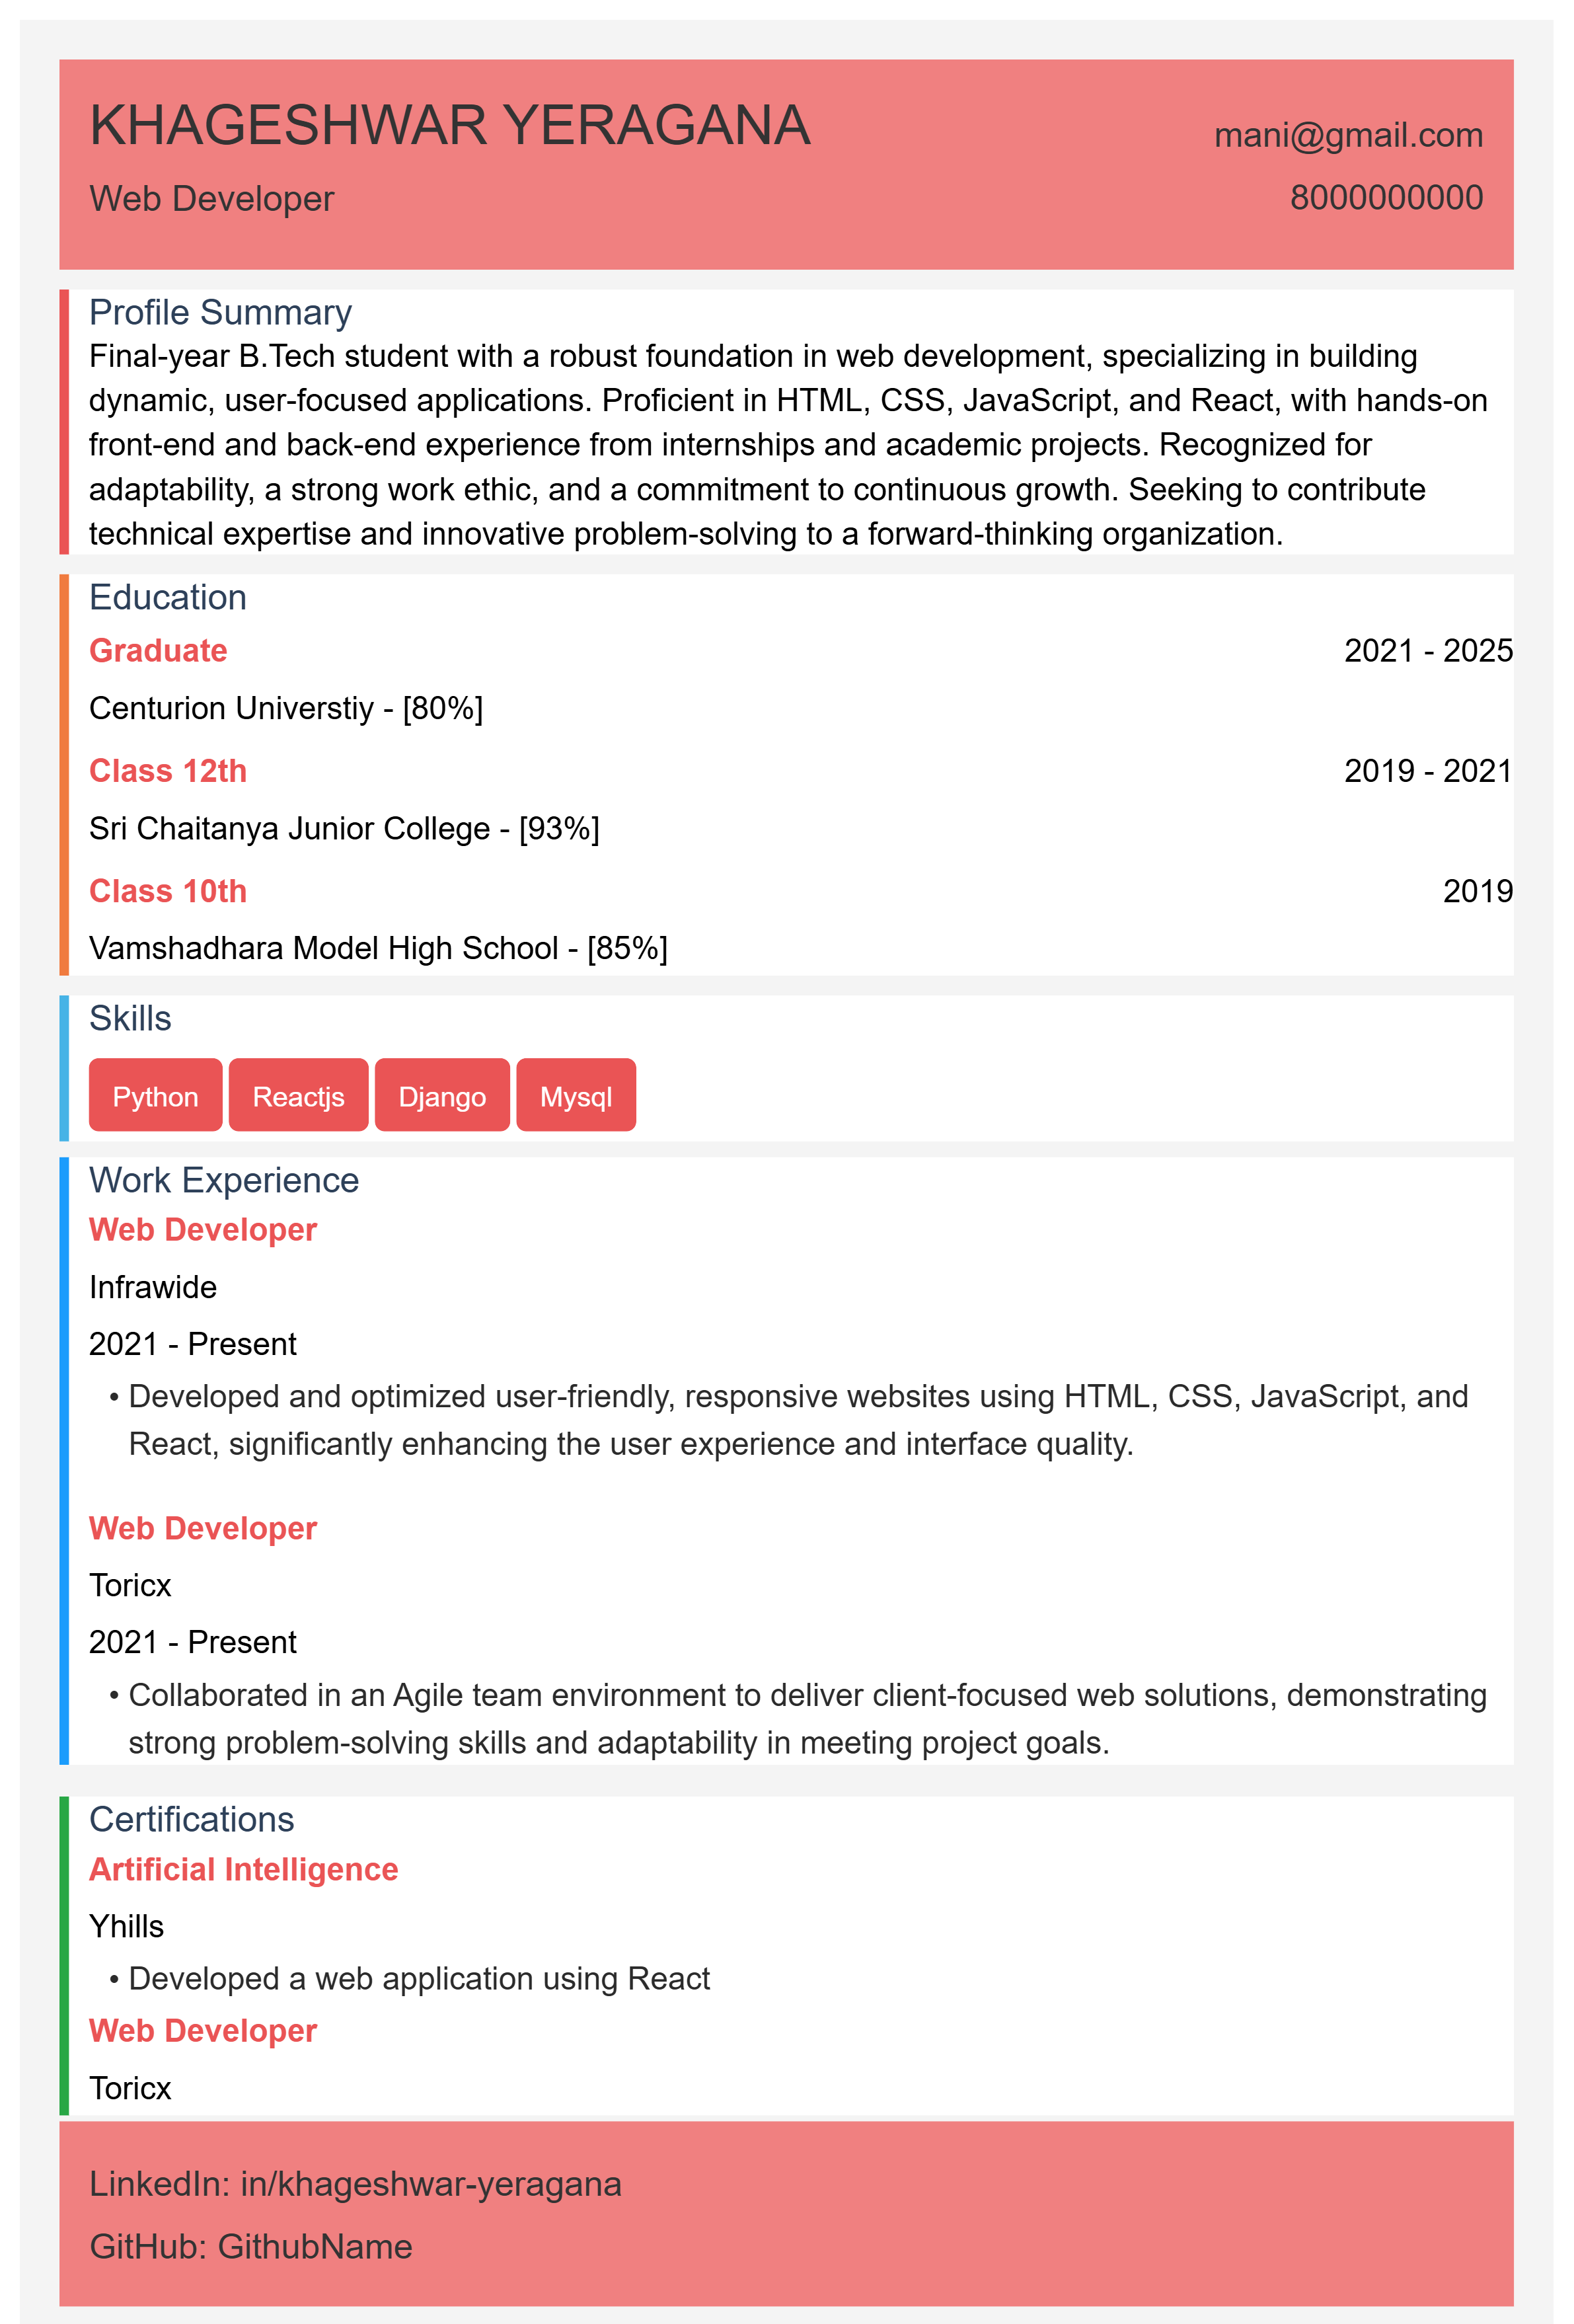 KHAGESHWAR YERAGANA
mani@gmail.com
Web Developer
8000000000
Profile Summary
Final-year B.Tech student with a robust foundation in web development, specializing in building
dynamic, user-focused applications. Proficient in HTML, CSS, JavaScript, and React, with hands-on
front-end and back-end experience from internships and academic projects. Recognized for
adaptability, a strong work ethic, and a commitment to continuous growth. Seeking to contribute
technical expertise and innovative problem-solving to a forward-thinking organization.
Education
Graduate 2021 - 2025
Centurion Universtiy - [80%]
Class 12th 2019 - 2021
Sri Chaitanya Junior College - [93%]
Class 10th 2019
Vamshadhara Model High School - [85%]
Skills
Python Reactjs Django Mysql
Work Experience
Web Developer
Infrawide
2021 - Present
• Developed and optimized user-friendly, responsive websites using HTML, CSS, JavaScript, and
React, significantly enhancing the user experience and interface quality.
Web Developer
Toricx
2021 - Present
• Collaborated in an Agile team environment to deliver client-focused web solutions, demonstrating
strong problem-solving skills and adaptability in meeting project goals.
Certifications
Artificial Intelligence
Yhills
• Developed a web application using React
Web Developer
Toricx
LinkedIn: in/khageshwar-yeragana
GitHub: GithubName